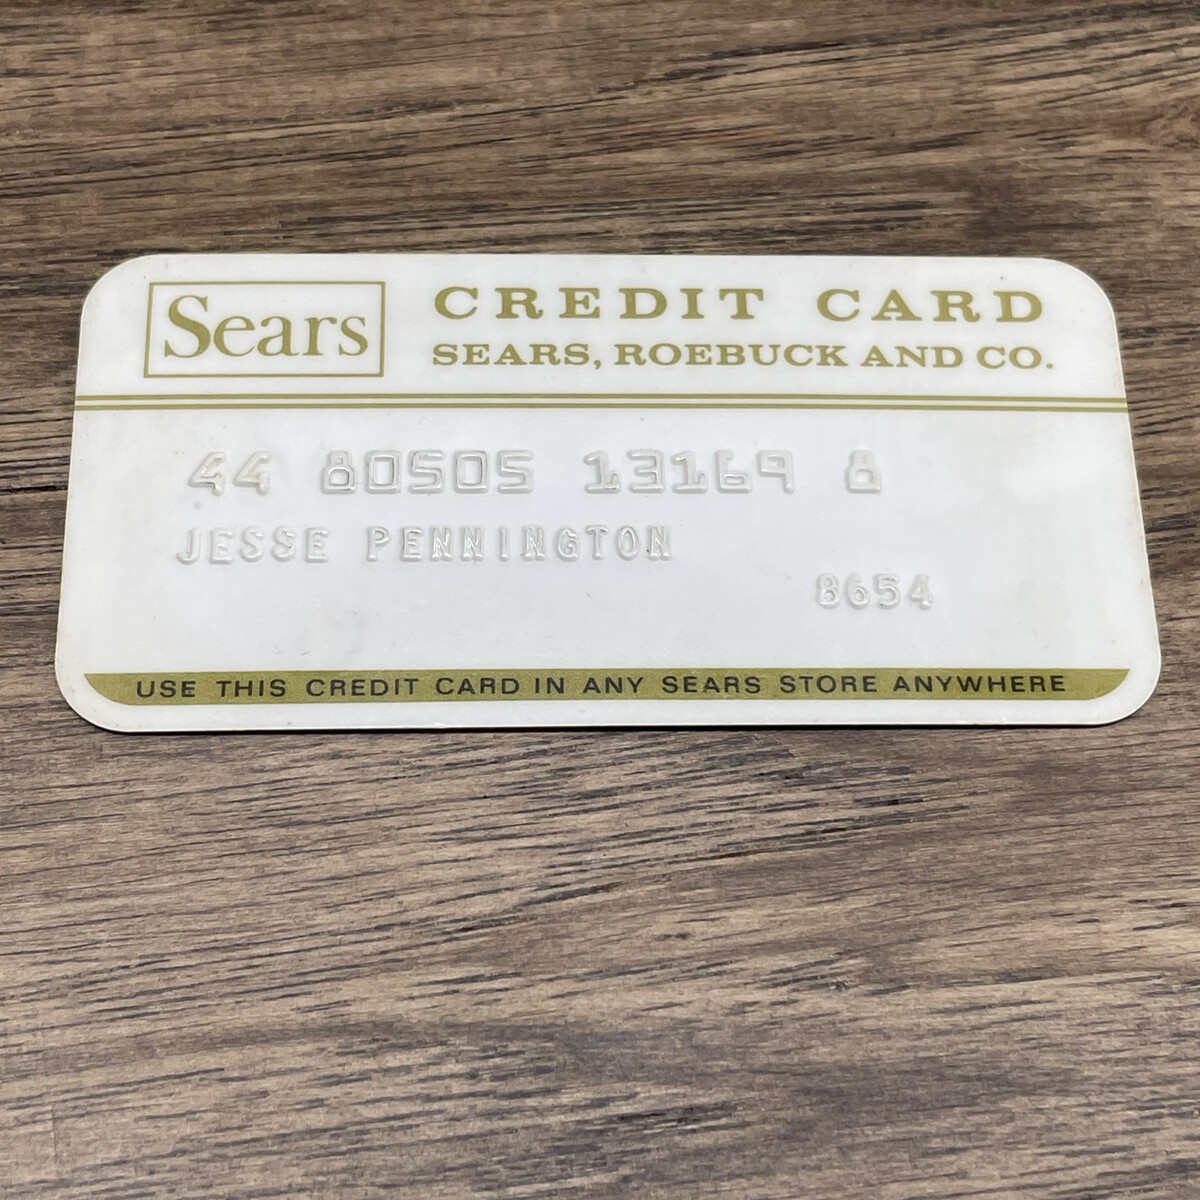 Sears
CREDIT CARD
SEARS, ROEBUCK AND CO.
44 80505 13169 8
JESSE PENNINGTON
8654
USE THIS CREDIT CARD IN ANY SEARS STORE ANYWHERE